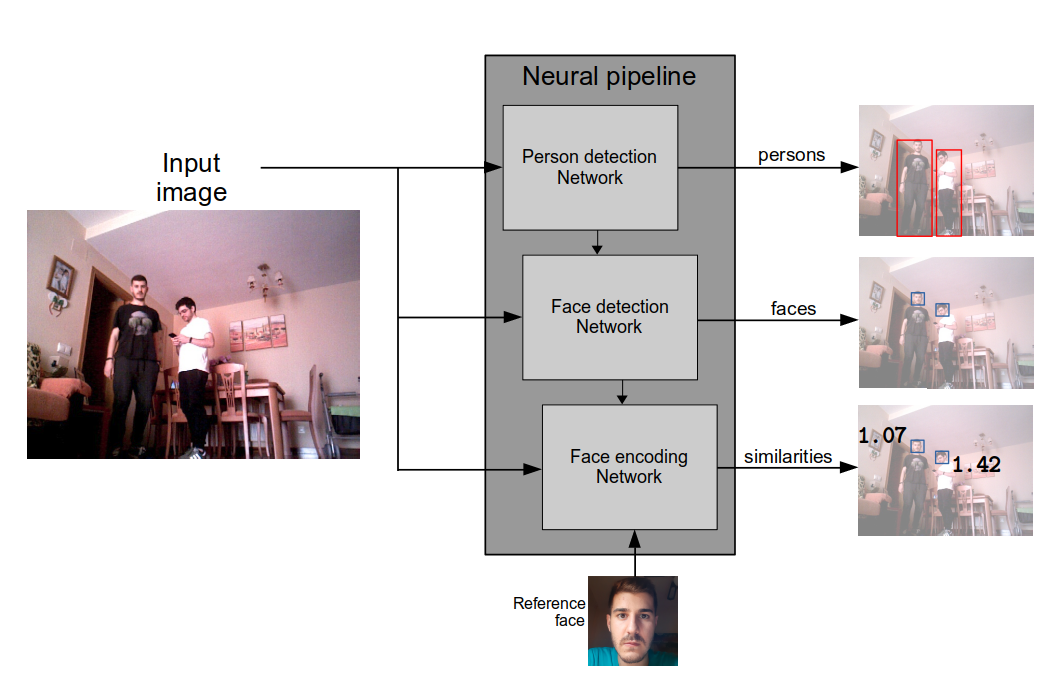 Neural pipeline
Input
image
Person detection
Network
persons
Face detection
Network
faces
Face encoding
Network
similarities
1.07
1.42
Reference
face